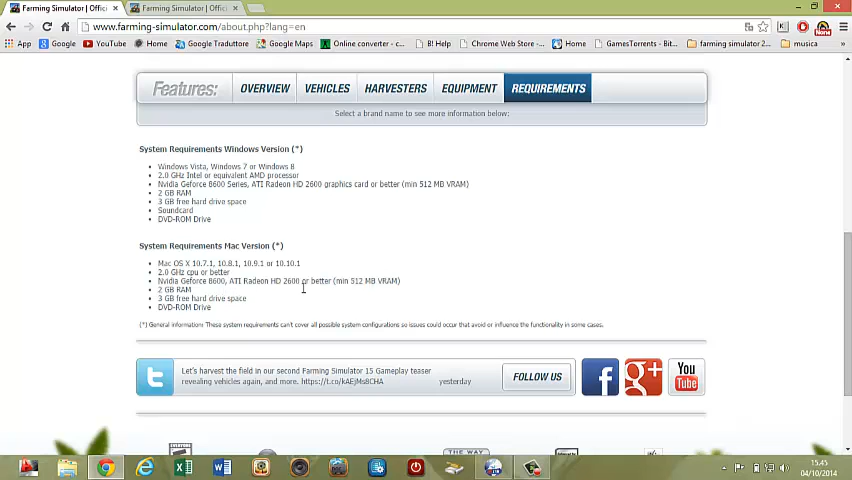 Farming Simulator | Offici
Farming Simulator | Offici
www.farming-simulator.com/about.php?lang=en
App
Google
YouTube
Home
Google Traduttore
Google Maps
Online converter - c...
B! Help
Chrome Web Store - ...
Home
GamesTorrents - Bit...
farming simulator 2...
musica
Features:
OVERVIEW
VEHICLES
HARVESTERS
EQUIPMENT
REQUIREMENTS
Select a brand name to see more information below:
System Requirements Windows Version (*)
Windows Vista, Windows 7 or Windows 8
2.0 GHz Intel or equivalent AMD processor
Nvidia Geforce 8600 Series, ATI Radeon HD 2600 graphics card or better (min 512 MB VRAM)
2 GB RAM
3 GB free hard drive space
Soundcard
DVD-ROM Drive
System Requirements Mac Version (*)
Mac OS X 10.7.1, 10.8.1, 10.9.1 or 10.10.1
2.0 GHz cpu or better
Nvidia Geforce 8600, ATI Radeon HD 2600 or better (min 512 MB VRAM)
2 GB RAM
3 GB free hard drive space
DVD-ROM Drive
(*) General information: These system requirements can't cover all possible system configurations so issues could occur that avoid or influence the functionality in some cases.
Let's harvest the field in our second Farming Simulator 15 Gameplay teaser
revealing vehicles again, and more. https://t.co/kAEjMs8CHA
yesterday
FOLLOW US
You
Tube
THE WAY
15.45
04/10/2014